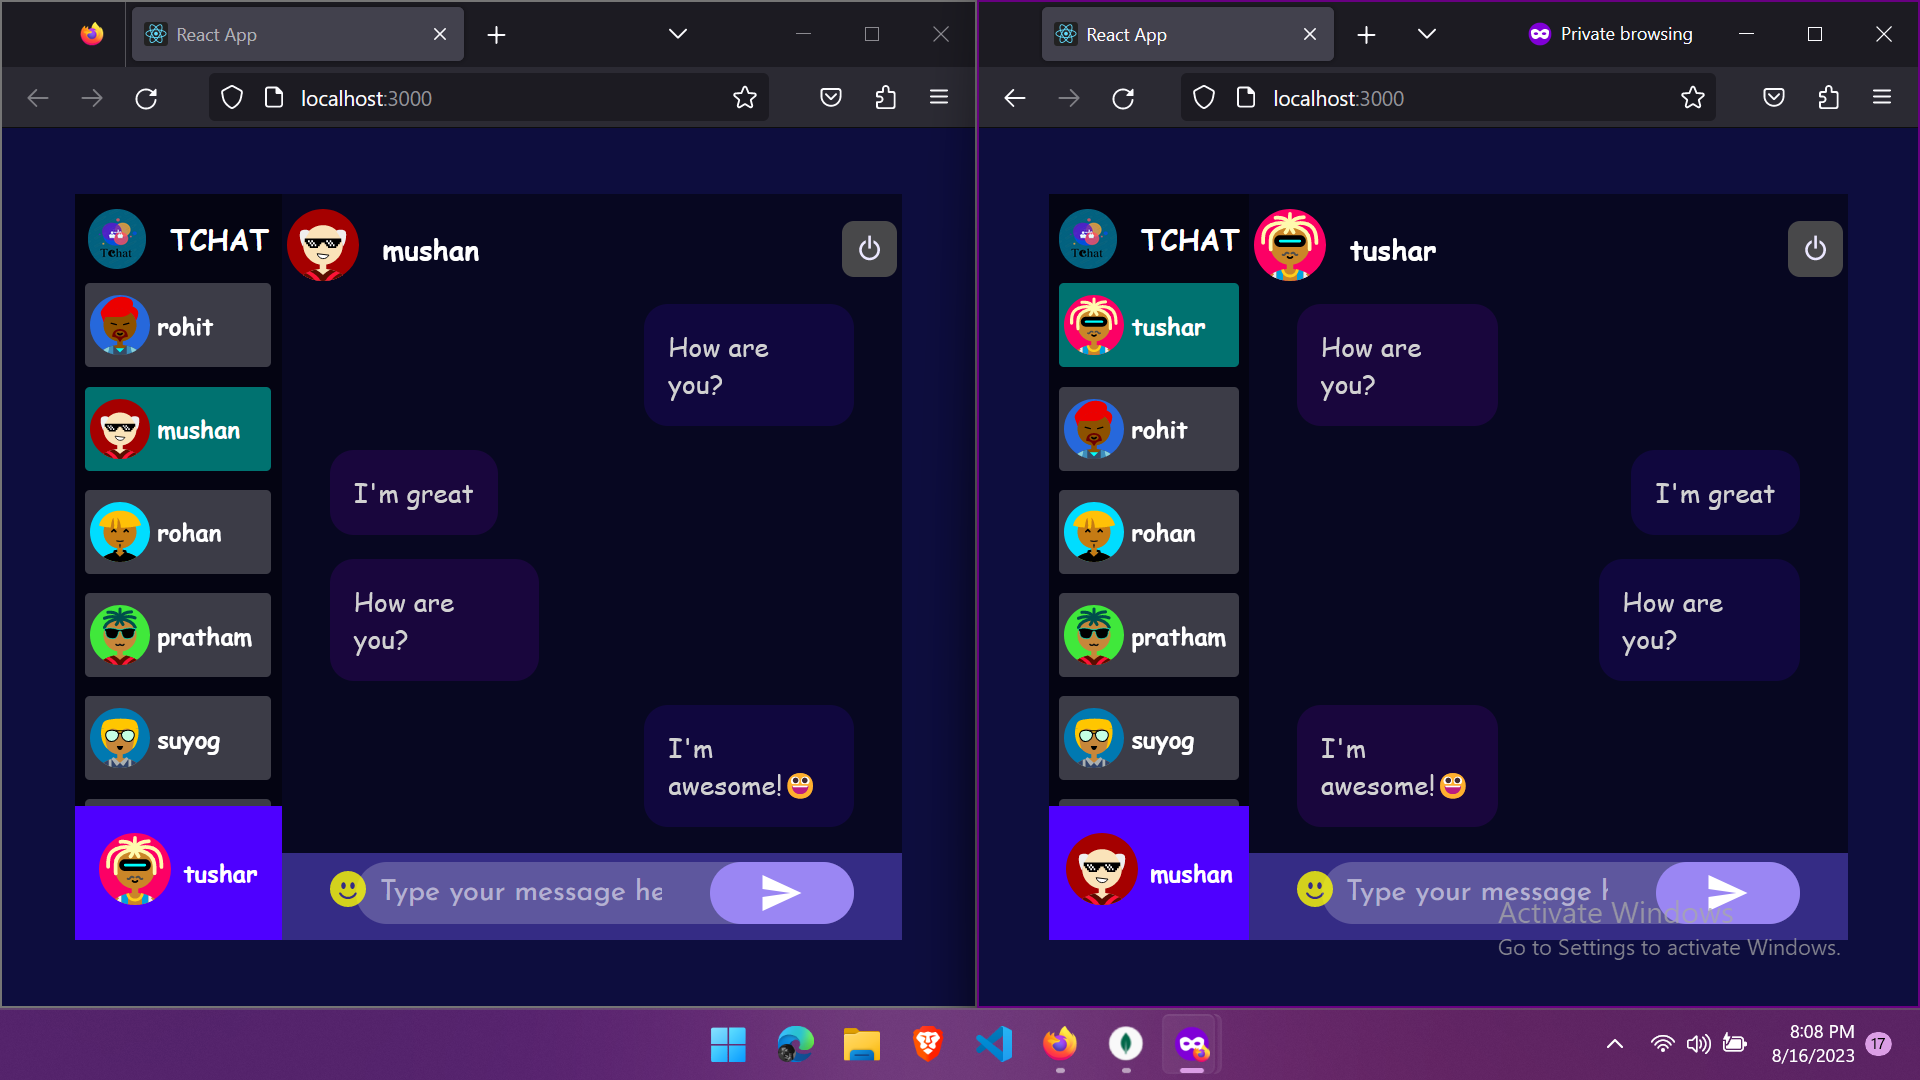 React App
localhost:3000
Tchat
TCHAT
rohit
mushan
rohan
pratham
suyog
tushar
mushan
How are
you?
I'm great
How are
you?
I'm
awesome!😀
Type your message he
React App
Private browsing
localhost:3000
Tchat
TCHAT
tushar
rohit
rohan
pratham
suyog
mushan
tushar
How are
you?
I'm great
How are
you?
I'm
awesome!😀
Type your message h
Activate Windows
Go to Settings to activate Windows.
8:08 PM
8/16/2023
17